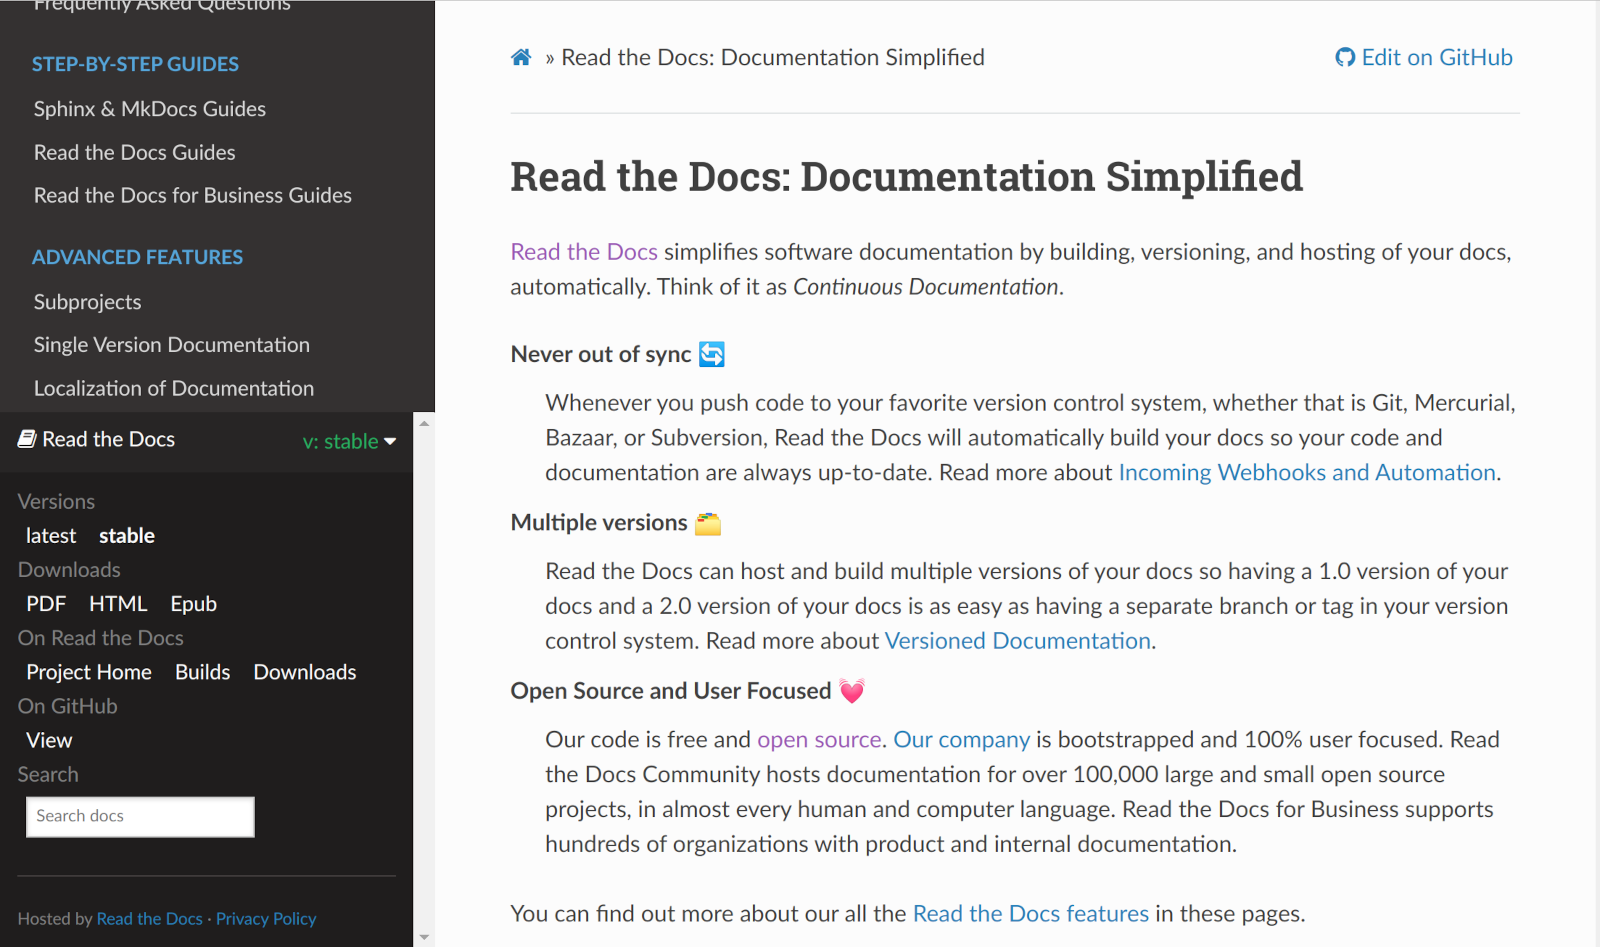 Frequently Asked Questions
STEP-BY-STEP GUIDES
Sphinx & MkDocs Guides
Read the Docs Guides
Read the Docs for Business Guides
ADVANCED FEATURES
Subprojects
Single Version Documentation
Localization of Documentation
Read the Docs v: stable
Versions
latest stable
Downloads
PDF HTML Epub
On Read the Docs
Project Home Builds Downloads
On GitHub
View
Search
Search docs
Hosted by Read the Docs · Privacy Policy
» Read the Docs: Documentation Simplified
Edit on GitHub
Read the Docs: Documentation Simplified
Read the Docs simplifies software documentation by building, versioning, and hosting of your docs,
automatically. Think of it as Continuous Documentation.
Never out of sync 🔄
Whenever you push code to your favorite version control system, whether that is Git, Mercurial,
Bazaar, or Subversion, Read the Docs will automatically build your docs so your code and
documentation are always up-to-date. Read more about Incoming Webhooks and Automation.
Multiple versions 🗂️
Read the Docs can host and build multiple versions of your docs so having a 1.0 version of your
docs and a 2.0 version of your docs is as easy as having a separate branch or tag in your version
control system. Read more about Versioned Documentation.
Open Source and User Focused 💓
Our code is free and open source. Our company is bootstrapped and 100% user focused. Read
the Docs Community hosts documentation for over 100,000 large and small open source
projects, in almost every human and computer language. Read the Docs for Business supports
hundreds of organizations with product and internal documentation.
You can find out more about our all the Read the Docs features in these pages.